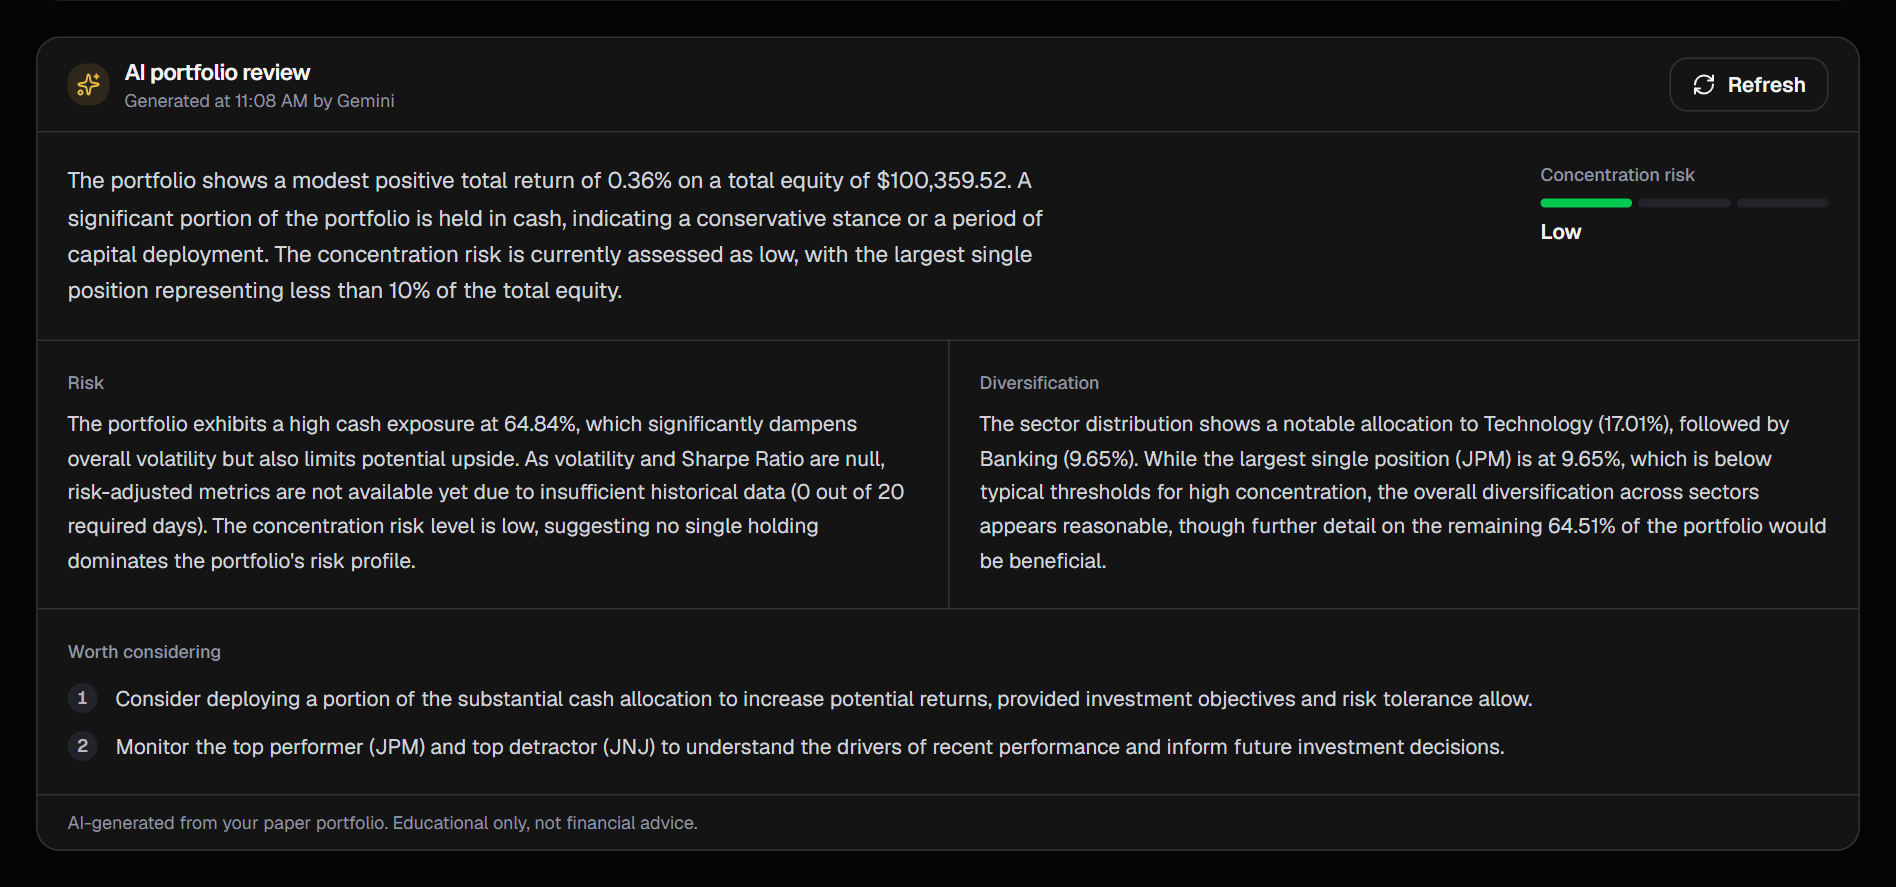 AI portfolio review
Generated at 11:08 AM by Gemini
Refresh
The portfolio shows a modest positive total return of 0.36% on a total equity of $100,359.52. A
significant portion of the portfolio is held in cash, indicating a conservative stance or a period of
capital deployment. The concentration risk is currently assessed as low, with the largest single
position representing less than 10% of the total equity.
Concentration risk
Low
Risk
The portfolio exhibits a high cash exposure at 64.84%, which significantly dampens
overall volatility but also limits potential upside. As volatility and Sharpe Ratio are null,
risk-adjusted metrics are not available yet due to insufficient historical data (0 out of 20
required days). The concentration risk level is low, suggesting no single holding
dominates the portfolio's risk profile.
Diversification
The sector distribution shows a notable allocation to Technology (17.01%), followed by
Banking (9.65%). While the largest single position (JPM) is at 9.65%, which is below
typical thresholds for high concentration, the overall diversification across sectors
appears reasonable, though further detail on the remaining 64.51% of the portfolio would
be beneficial.
Worth considering
1 Consider deploying a portion of the substantial cash allocation to increase potential returns, provided investment objectives and risk tolerance allow.
2 Monitor the top performer (JPM) and top detractor (JNJ) to understand the drivers of recent performance and inform future investment decisions.
AI-generated from your paper portfolio. Educational only, not financial advice.